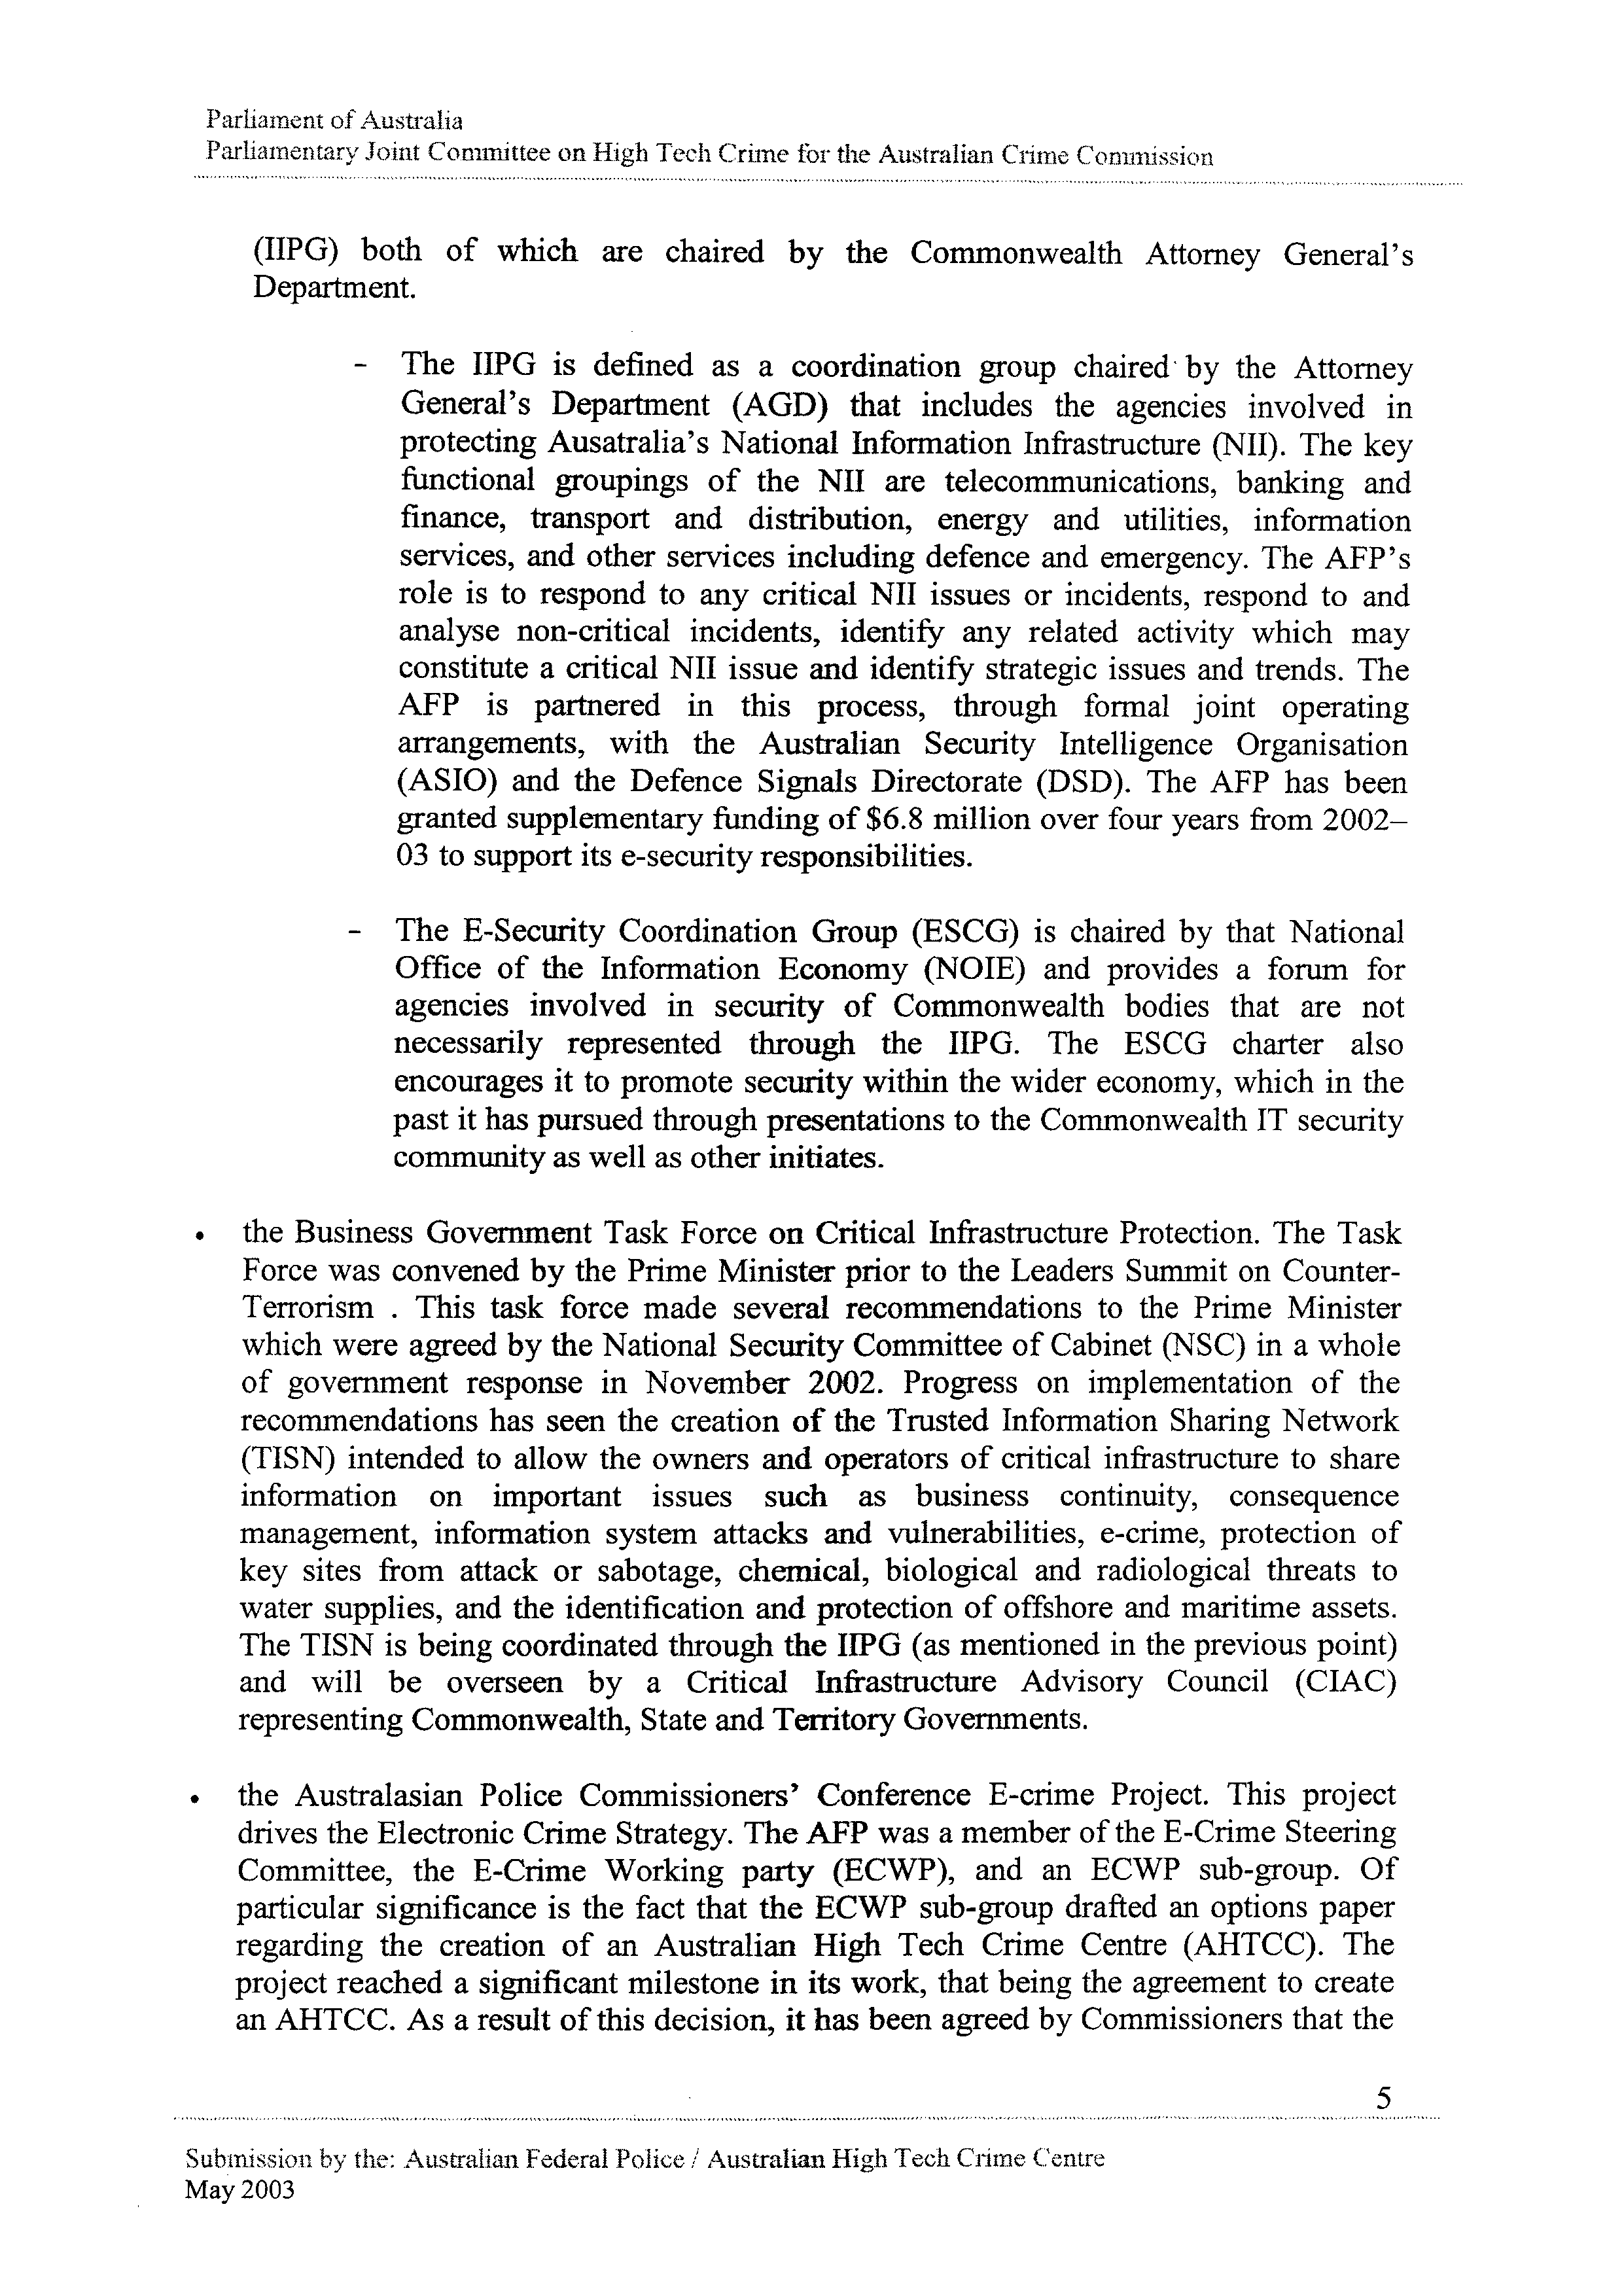 Parliament of Australia
Parliamentary Joint Committee on High Tech Crime for the Australian Crime Commission
(IIPG) both of which are chaired by the Commonwealth Attorney General's
Department.
- The IIPG is defined as a coordination group chaired by the Attorney
General's Department (AGD) that includes the agencies involved in
protecting Ausatralia's National Information Infrastructure (NII). The key
functional groupings of the NII are telecommunications, banking and
finance, transport and distribution, energy and utilities, information
services, and other services including defence and emergency. The AFP's
role is to respond to any critical NII issues or incidents, respond to and
analyse non-critical incidents, identify any related activity which may
constitute a critical NII issue and identify strategic issues and trends. The
AFP is partnered in this process, through formal joint operating
arrangements, with the Australian Security Intelligence Organisation
(ASIO) and the Defence Signals Directorate (DSD). The AFP has been
granted supplementary funding of $6.8 million over four years from 2002–
03 to support its e-security responsibilities.
- The E-Security Coordination Group (ESCG) is chaired by that National
Office of the Information Economy (NOIE) and provides a forum for
agencies involved in security of Commonwealth bodies that are not
necessarily represented through the IIPG. The ESCG charter also
encourages it to promote security within the wider economy, which in the
past it has pursued through presentations to the Commonwealth IT security
community as well as other initiates.
• the Business Government Task Force on Critical Infrastructure Protection. The Task
Force was convened by the Prime Minister prior to the Leaders Summit on Counter-
Terrorism . This task force made several recommendations to the Prime Minister
which were agreed by the National Security Committee of Cabinet (NSC) in a whole
of government response in November 2002. Progress on implementation of the
recommendations has seen the creation of the Trusted Information Sharing Network
(TISN) intended to allow the owners and operators of critical infrastructure to share
information on important issues such as business continuity, consequence
management, information system attacks and vulnerabilities, e-crime, protection of
key sites from attack or sabotage, chemical, biological and radiological threats to
water supplies, and the identification and protection of offshore and maritime assets.
The TISN is being coordinated through the IIPG (as mentioned in the previous point)
and will be overseen by a Critical Infrastructure Advisory Council (CIAC)
representing Commonwealth, State and Territory Governments.
• the Australasian Police Commissioners' Conference E-crime Project. This project
drives the Electronic Crime Strategy. The AFP was a member of the E-Crime Steering
Committee, the E-Crime Working party (ECWP), and an ECWP sub-group. Of
particular significance is the fact that the ECWP sub-group drafted an options paper
regarding the creation of an Australian High Tech Crime Centre (AHTCC). The
project reached a significant milestone in its work, that being the agreement to create
an AHTCC. As a result of this decision, it has been agreed by Commissioners that the
5
Submission by the: Australian Federal Police / Australian High Tech Crime Centre
May 2003